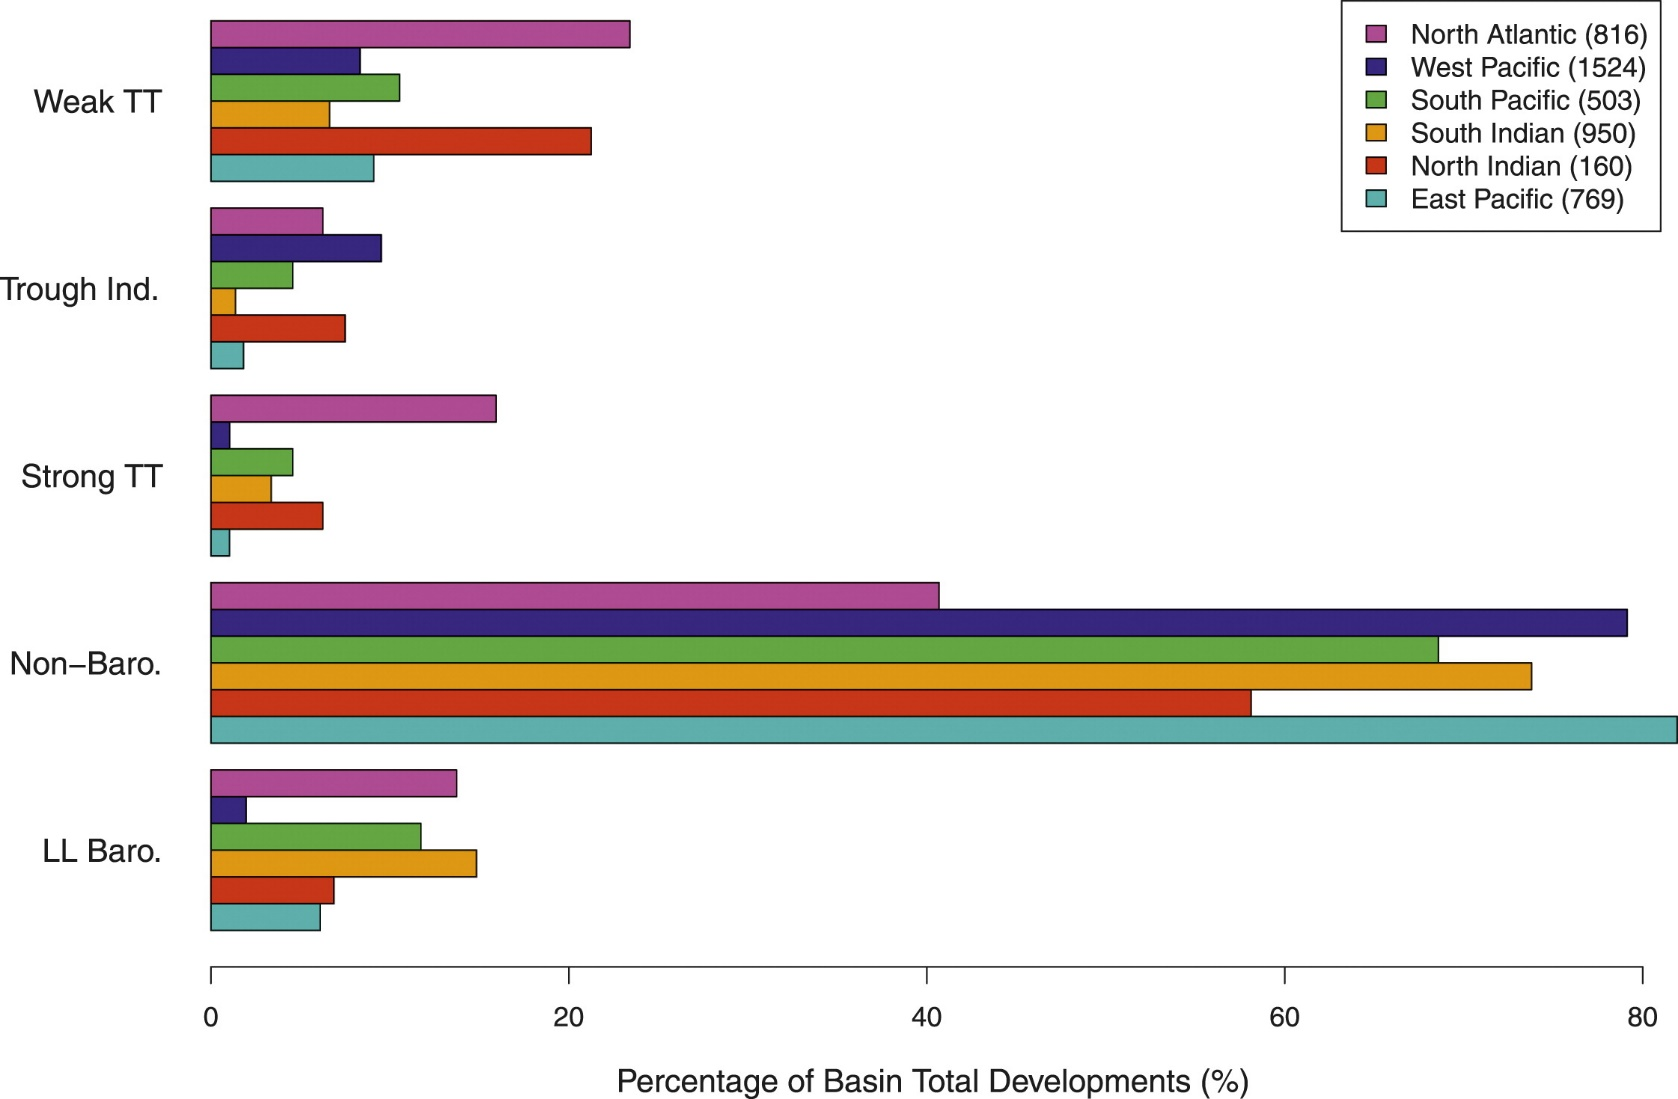 North Atlantic (816)
West Pacific (1524)
South Pacific (503)
South Indian (950)
North Indian (160)
East Pacific (769)
Weak TT
Trough Ind.
Strong TT
Non−Baro.
LL Baro.
0 20 40 60 80
Percentage of Basin Total Developments (%)